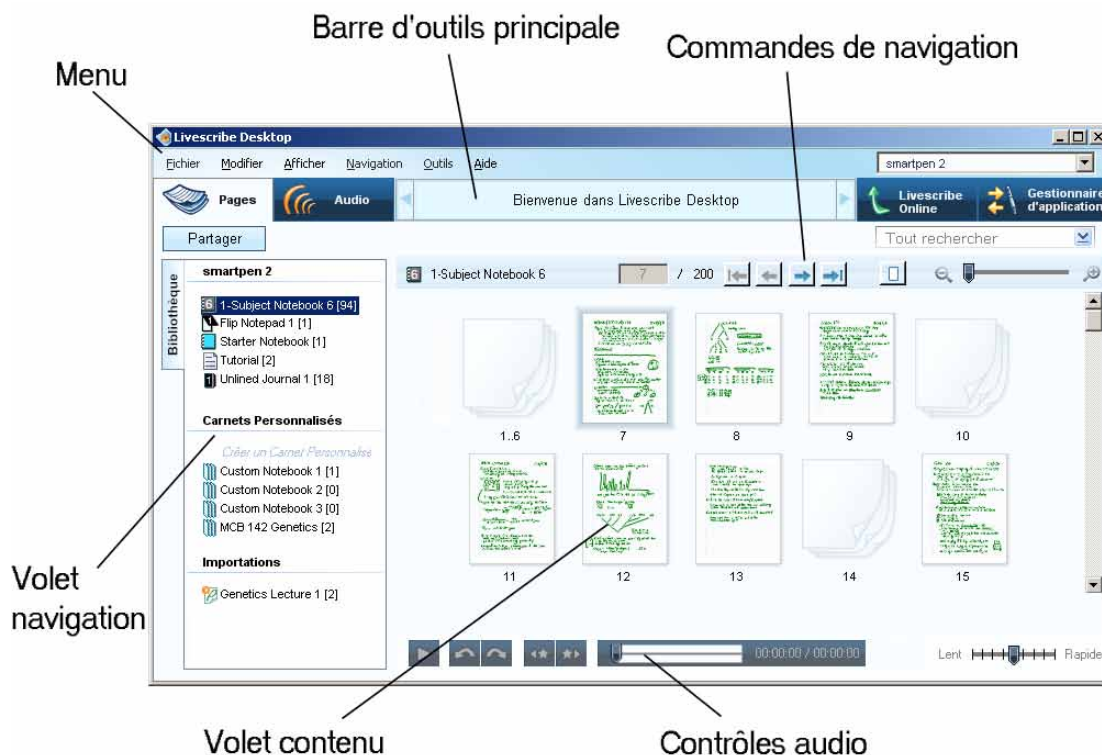 Barre d'outils principale
Commandes de navigation
Menu
Livescribe Desktop
Fichier Modifier Afficher Navigation Outils Aide
smartpen 2
Pages
Audio
Bienvenue dans Livescribe Desktop
Livescribe Online
Gestionnaire d'application
Partager
Tout rechercher
Bibliothèque
smartpen 2
1-Subject Notebook 6 [94]
Flip Notepad 1 [1]
Starter Notebook [1]
Tutorial [2]
Unlined Journal 1 [18]
Carnets Personnalisés
Créer un Carnet Personnalise
Custom Notebook 1 [1]
Custom Notebook 2 [0]
Custom Notebook 3 [0]
MCB 142 Genetics [2]
Importations
Genetics Lecture 1 [2]
1-Subject Notebook 6 7 / 200
1..6 7 8 9 10
11 12 13 14 15
00:00:00 / 00:00:00
Lent Rapide
Volet navigation
Volet contenu
Contrôles audio